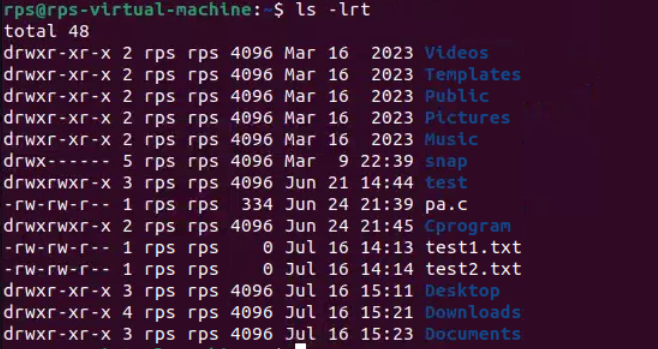 rps@rps-virtual-machine:~$ ls -lrt
total 48
drwxr-xr-x 2 rps rps 4096 Mar 16  2023 Videos
drwxr-xr-x 2 rps rps 4096 Mar 16  2023 Templates
drwxr-xr-x 2 rps rps 4096 Mar 16  2023 Public
drwxr-xr-x 2 rps rps 4096 Mar 16  2023 Pictures
drwxr-xr-x 2 rps rps 4096 Mar 16  2023 Music
drwx------ 5 rps rps 4096 Mar  9 22:39 snap
drwxrwxr-x 3 rps rps 4096 Jun 21 14:44 test
-rw-rw-r-- 1 rps rps  334 Jun 24 21:39 pa.c
drwxrwxr-x 2 rps rps 4096 Jun 24 21:45 Cprogram
-rw-rw-r-- 1 rps rps    0 Jul 16 14:13 test1.txt
-rw-rw-r-- 1 rps rps    0 Jul 16 14:14 test2.txt
drwxr-xr-x 3 rps rps 4096 Jul 16 15:11 Desktop
drwxr-xr-x 4 rps rps 4096 Jul 16 15:21 Downloads
drwxr-xr-x 3 rps rps 4096 Jul 16 15:23 Documents